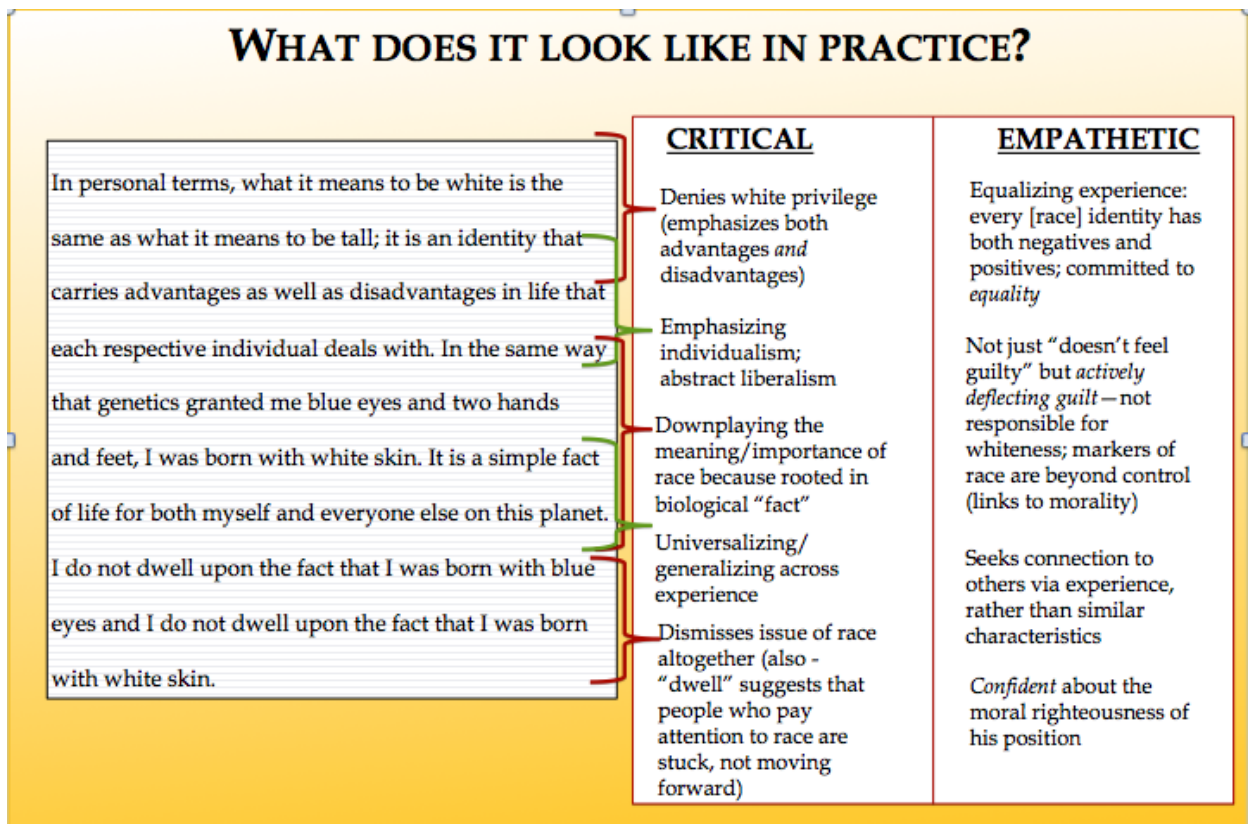 WHAT DOES IT LOOK LIKE IN PRACTICE?
In personal terms, what it means to be white is the
same as what it means to be tall; it is an identity that
carries advantages as well as disadvantages in life that
each respective individual deals with. In the same way
that genetics granted me blue eyes and two hands
and feet, I was born with white skin. It is a simple fact
of life for both myself and everyone else on this planet.
I do not dwell upon the fact that I was born with blue
eyes and I do not dwell upon the fact that I was born
with white skin.
CRITICAL
Denies white privilege
(emphasizes both
advantages and
disadvantages)
Emphasizing
individualism;
abstract liberalism
Downplaying the
meaning/importance of
race because rooted in
biological “fact”
Universalizing/
generalizing across
experience
Dismisses issue of race
altogether (also -
“dwell” suggests that
people who pay
attention to race are
stuck, not moving
forward)
EMPATHETIC
Equalizing experience:
every [race] identity has
both negatives and
positives; committed to
equality
Not just “doesn’t feel
guilty” but actively
deflecting guilt—not
responsible for
whiteness; markers of
race are beyond control
(links to morality)
Seeks connection to
others via experience,
rather than similar
characteristics
Confident about the
moral righteousness of
his position